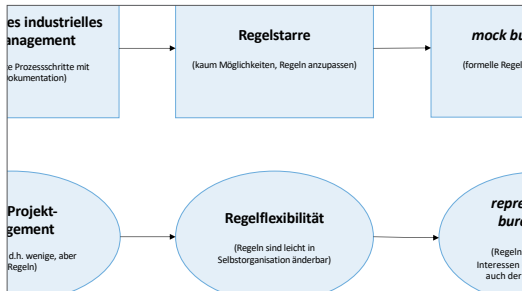 es industrielles
anagement
e Prozessschritte mit
okumentation)
Regelstarre
(kaum Möglichkeiten, Regeln anzupassen)
mock bu
(formelle Regel
Projekt-
gement
d.h. wenige, aber
Regeln)
Regelflexibilität
(Regeln sind leicht in
Selbstorganisation änderbar)
repre
bur
(Regeln
Interessen
auch der